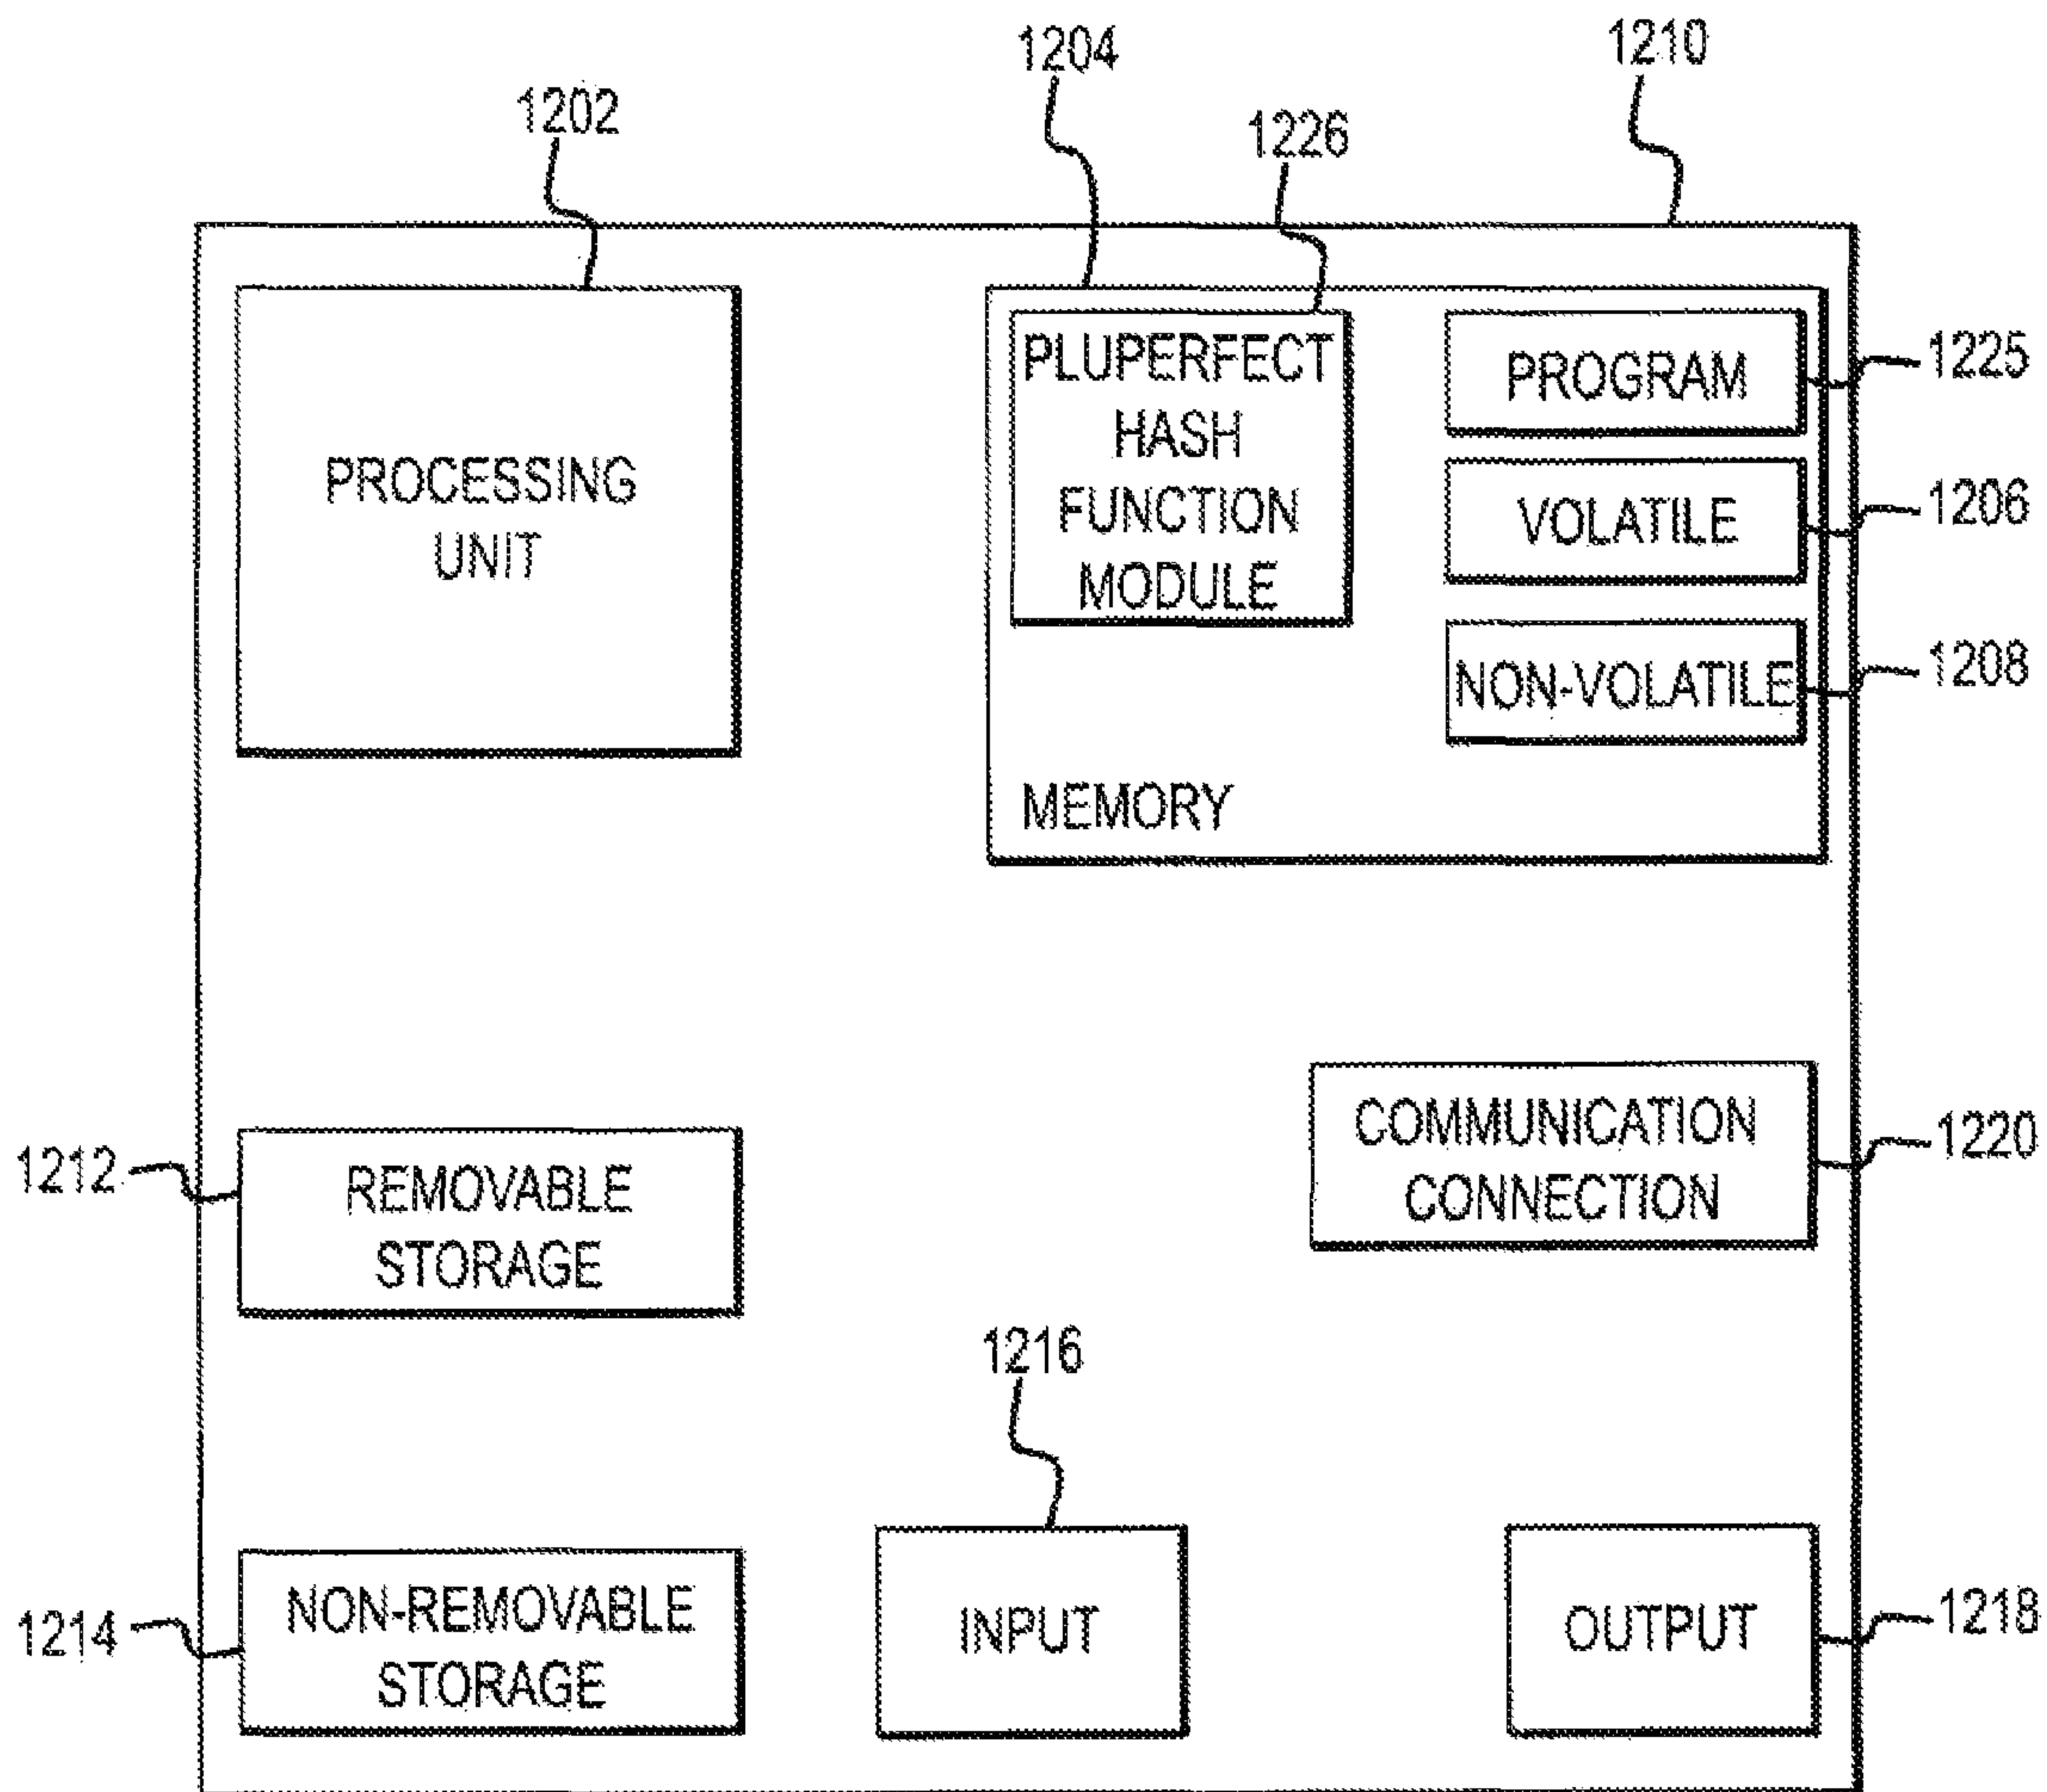 1210
1204
1202
1226
PROCESSING
UNIT
PLUPERFECT
HASH
FUNCTION
MODULE
PROGRAM
1225
VOLATILE
1206
NON-VOLATILE
1208
MEMORY
COMMUNICATION
CONNECTION
1220
1212
REMOVABLE
STORAGE
1216
1214
NON-REMOVABLE
STORAGE
INPUT
OUTPUT
1218